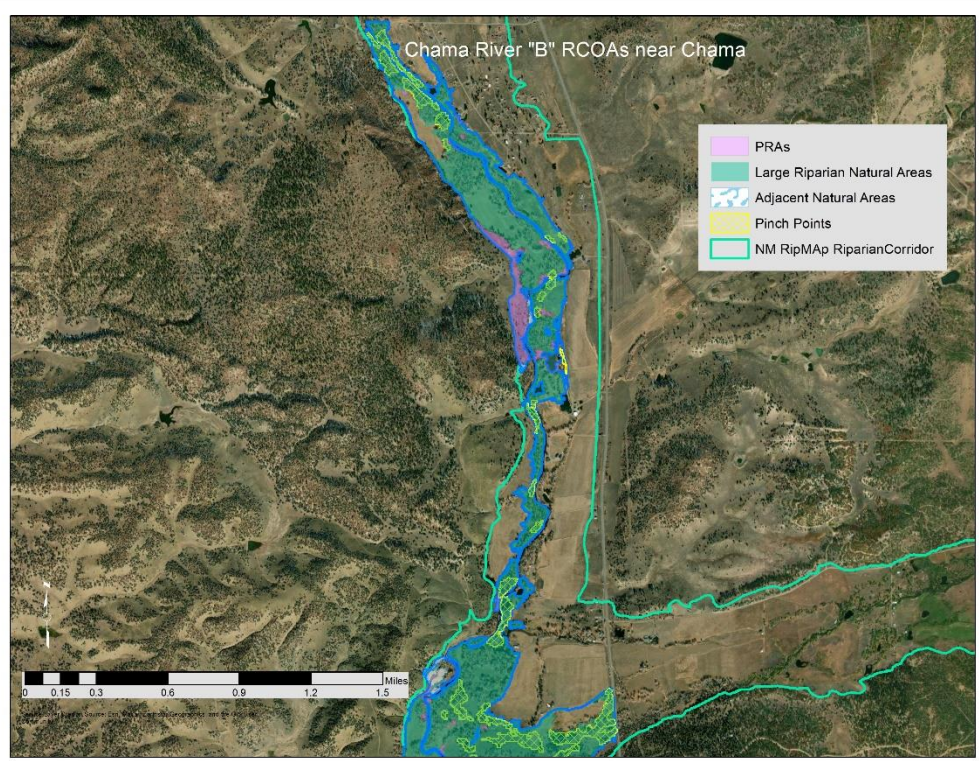 Chama River "B" RCOAs near Chama
PRAs
Large Riparian Natural Areas
Adjacent Natural Areas
Pinch Points
NM RipMAp RiparianCorridor
Miles
0 0.15 0.3 0.6 0.9 1.2 1.5